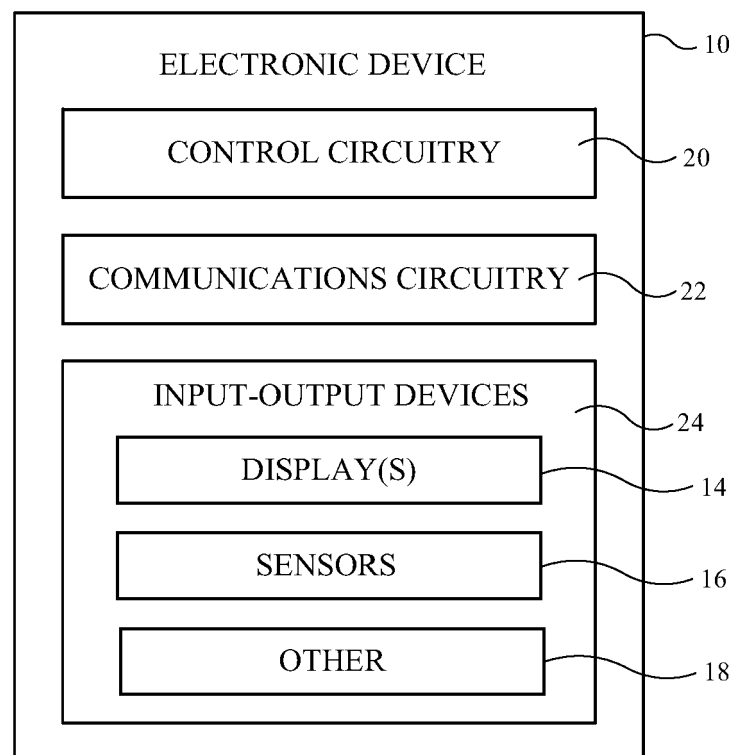 ELECTRONIC DEVICE
10
CONTROL CIRCUITRY
20
COMMUNICATIONS CIRCUITRY
22
INPUT-OUTPUT DEVICES
24
DISPLAY(S)
14
SENSORS
16
OTHER
18